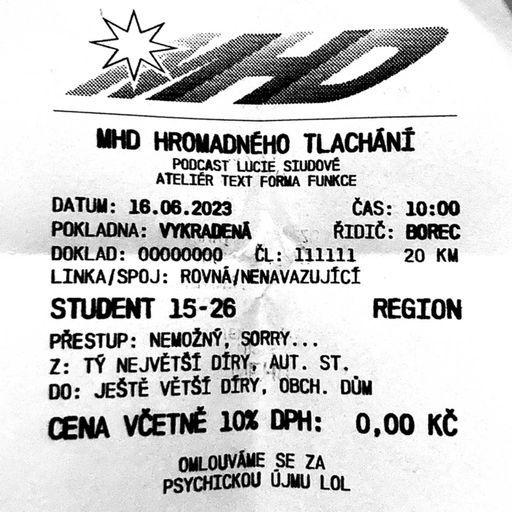 MHD
MHD HROMADNÉHO TLACHÁNÍ
PODCAST LUCIE SIUDOVÉ
ATELIÉR TEXT FORMA FUNKCE
DATUM: 16.06.2023 ČAS: 10:00
POKLADNA: VYKRADENÁ ŘIDIČ: BOREC
DOKLAD: 00000000 ČL: 111111 20 KM
LINKA/SPOJ: ROVNÁ/NENAVAZUJÍCÍ
STUDENT 15-26 REGION
PŘESTUP: NEMOŽNÝ, SORRY...
Z: TÝ NEJVĚTŠÍ DÍRY, AUT. ST.
DO: JEŠTĚ VĚTŠÍ DÍRY, OBCH. DŮM
CENA VČETNĚ 10% DPH: 0,00 KČ
OMLOUVÁME SE ZA
PSYCHICKOU ÚJMU LOL